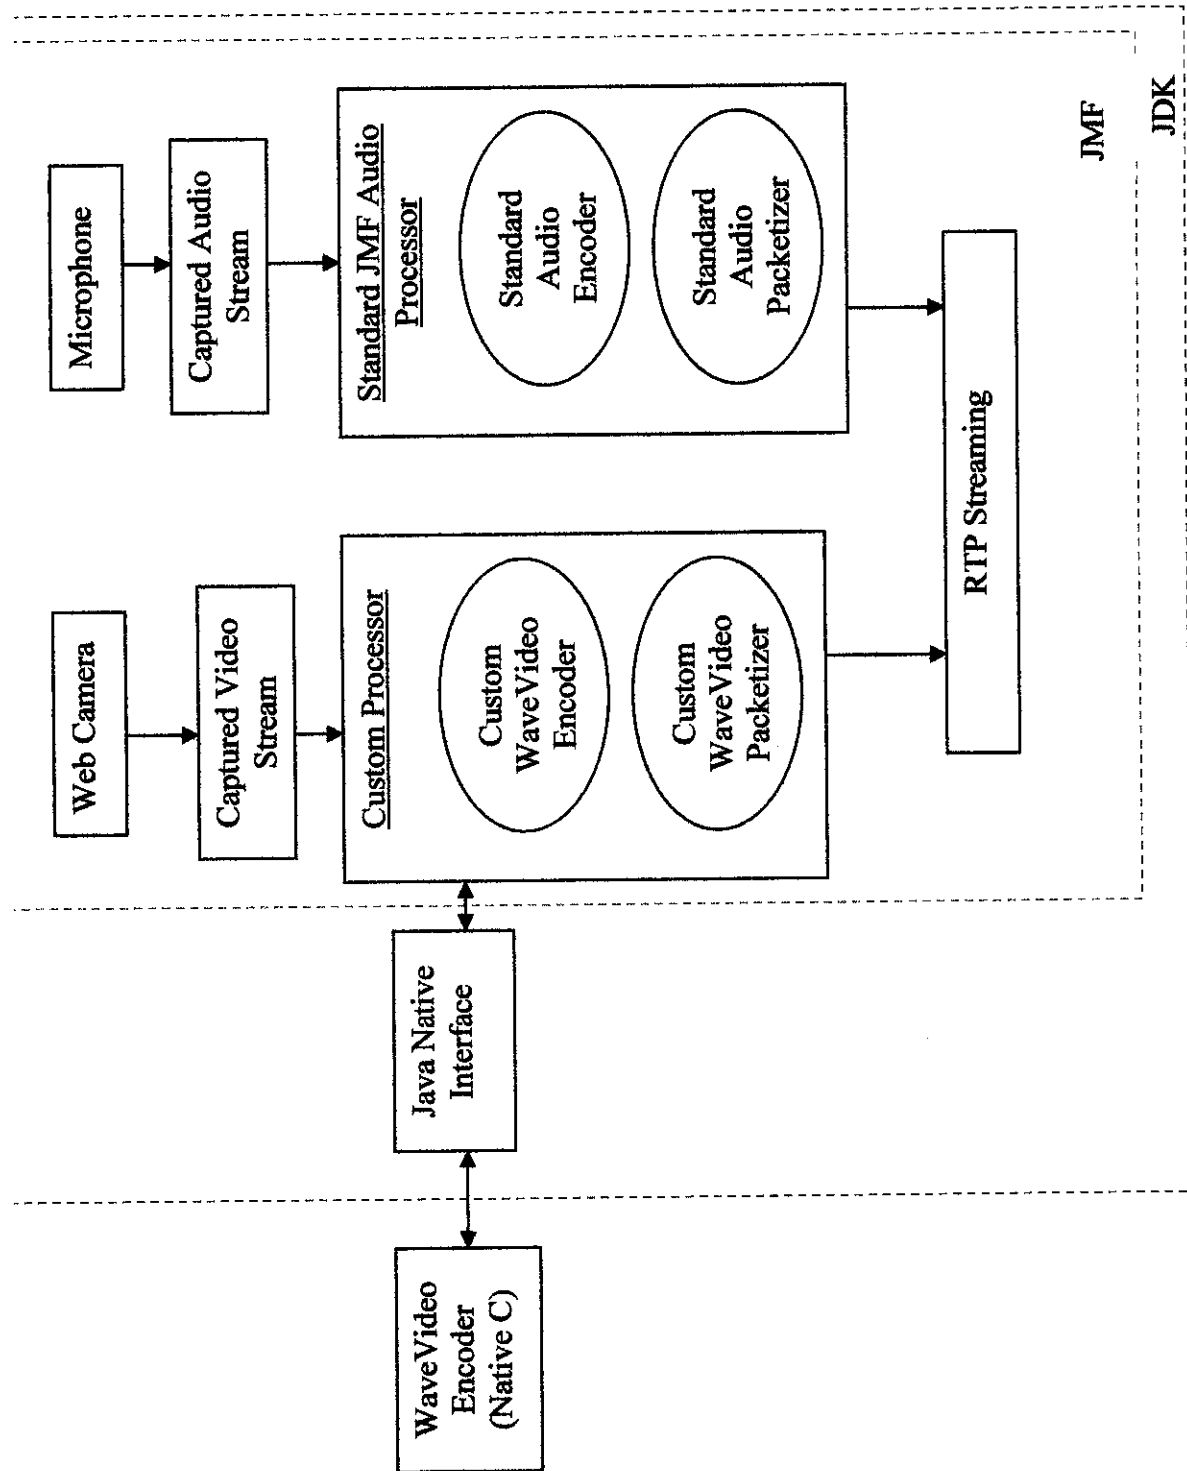 WaveVideo
Encoder
(Native C)
Java Native
Interface
Web Camera
Captured Video
Stream
Custom Processor
Custom
WaveVideo
Encoder
Custom
WaveVideo
Packetizer
Microphone
Captured Audio
Stream
Standard JMF Audio
Processor
Standard
Audio
Encoder
Standard
Audio
Packetizer
RTP Streaming
JMF
JDK